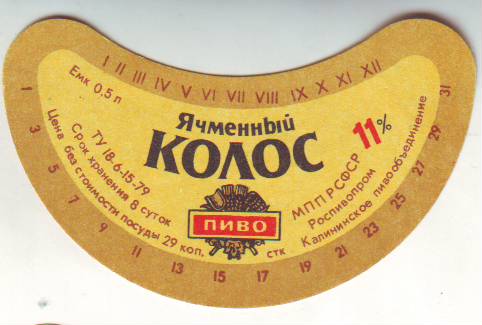 I II III IV V VI VII VIII IX X XI XII
Емк 0,5 л
Ячменный
КОЛОС
11%
ПИВО
ТУ 18-6-15-79
Срок хранения 8 суток
Цена без стоимости посуды 29 коп.
стк
МПП РСФСР
Роспивопром
Калининское пивообъединение
1 3 5 7 9 11 13 15 17 19 21 23 25 27 29 31